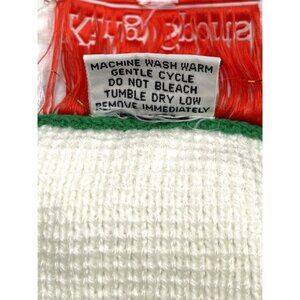 MACHINE WASH WARM
GENTLE CYCLE
DO NOT BLEACH
TUMBLE DRY LOW
REMOVE IMMEDIATELY